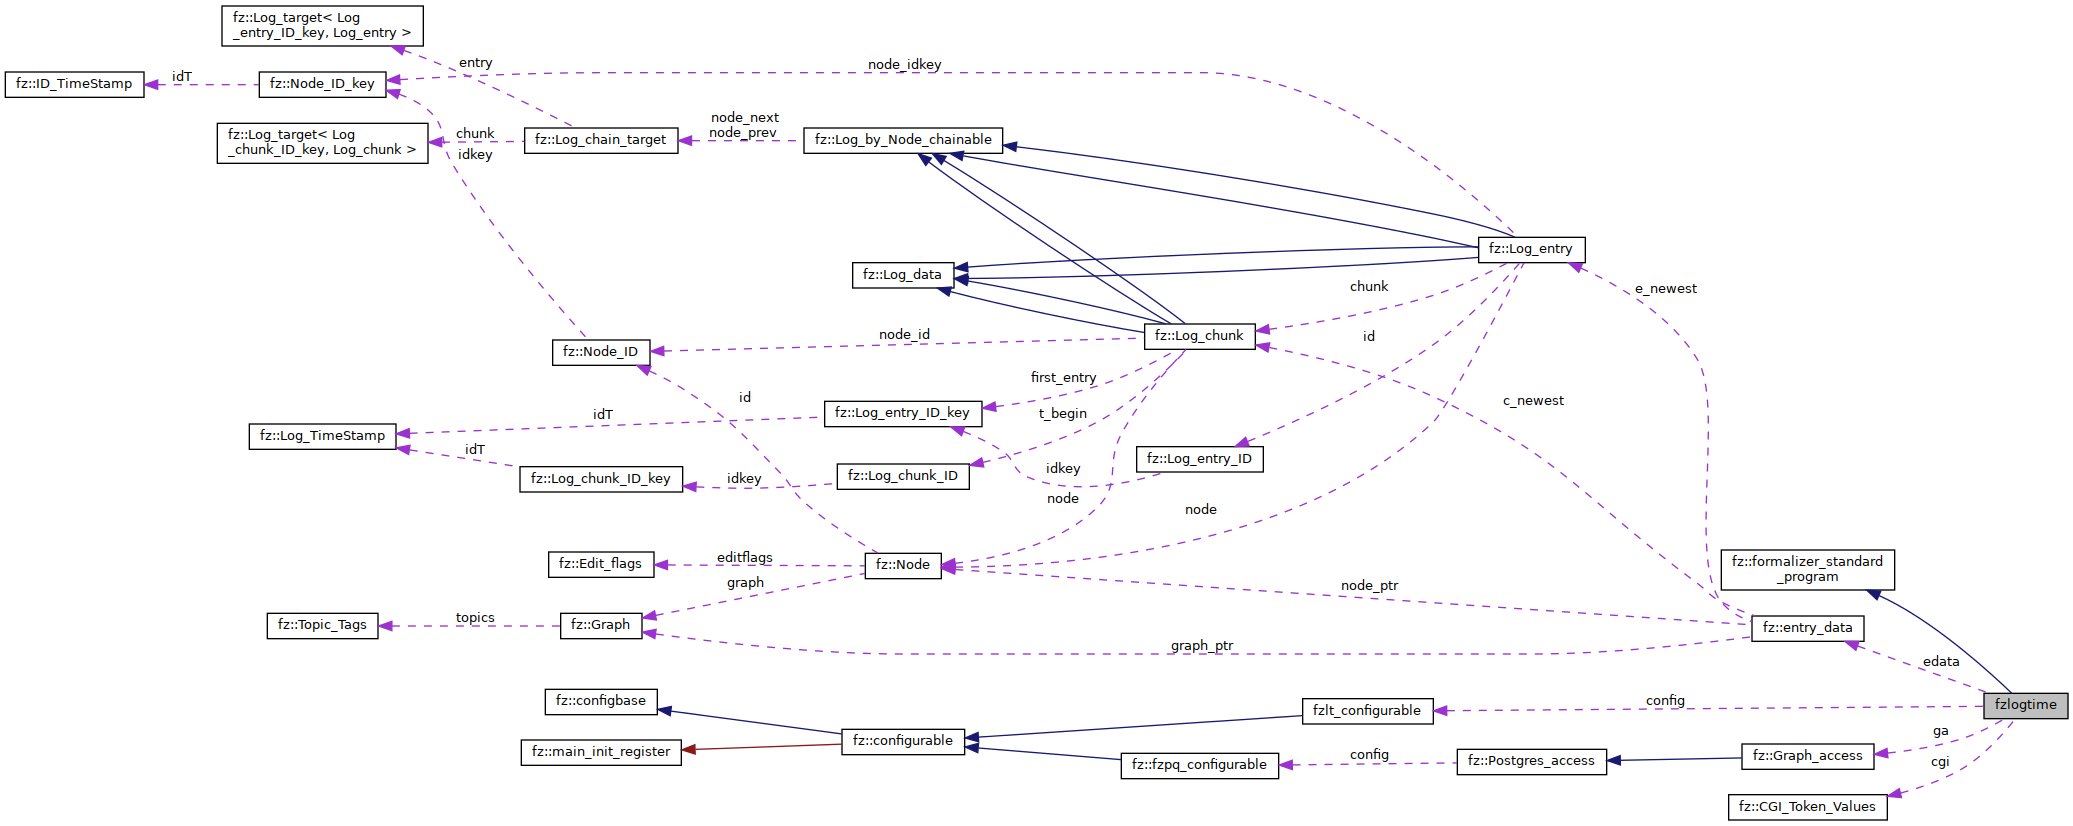 fz::Log_target< Log
_entry_ID_key, Log_entry >
entry
node_idkey
fz::ID_TimeStamp
idT
fz::Node_ID_key
fz::Log_target< Log
_chunk_ID_key, Log_chunk >
chunk
idkey
fz::Log_chain_target
node_next
node_prev
fz::Log_by_Node_chainable
fz::Log_entry
fz::Log_data
chunk
e_newest
fz::Log_chunk
id
node_id
fz::Node_ID
first_entry
id
c_newest
fz::Log_entry_ID_key
t_begin
idT
fz::Log_TimeStamp
idT
fz::Log_entry_ID
idkey
fz::Log_chunk_ID
fz::Log_chunk_ID_key
idkey
node
node
editflags
fz::Edit_flags
fz::Node
fz::formalizer_standard
_program
graph
node_ptr
topics
fz::Topic_Tags
fz::Graph
fz::entry_data
graph_ptr
edata
fz::configbase
config
fzlogtime
fzlt_configurable
ga
fz::configurable
fz::main_init_register
config
fz::fzpq_configurable
fz::Postgres_access
fz::Graph_access
cgi
fz::CGI_Token_Values